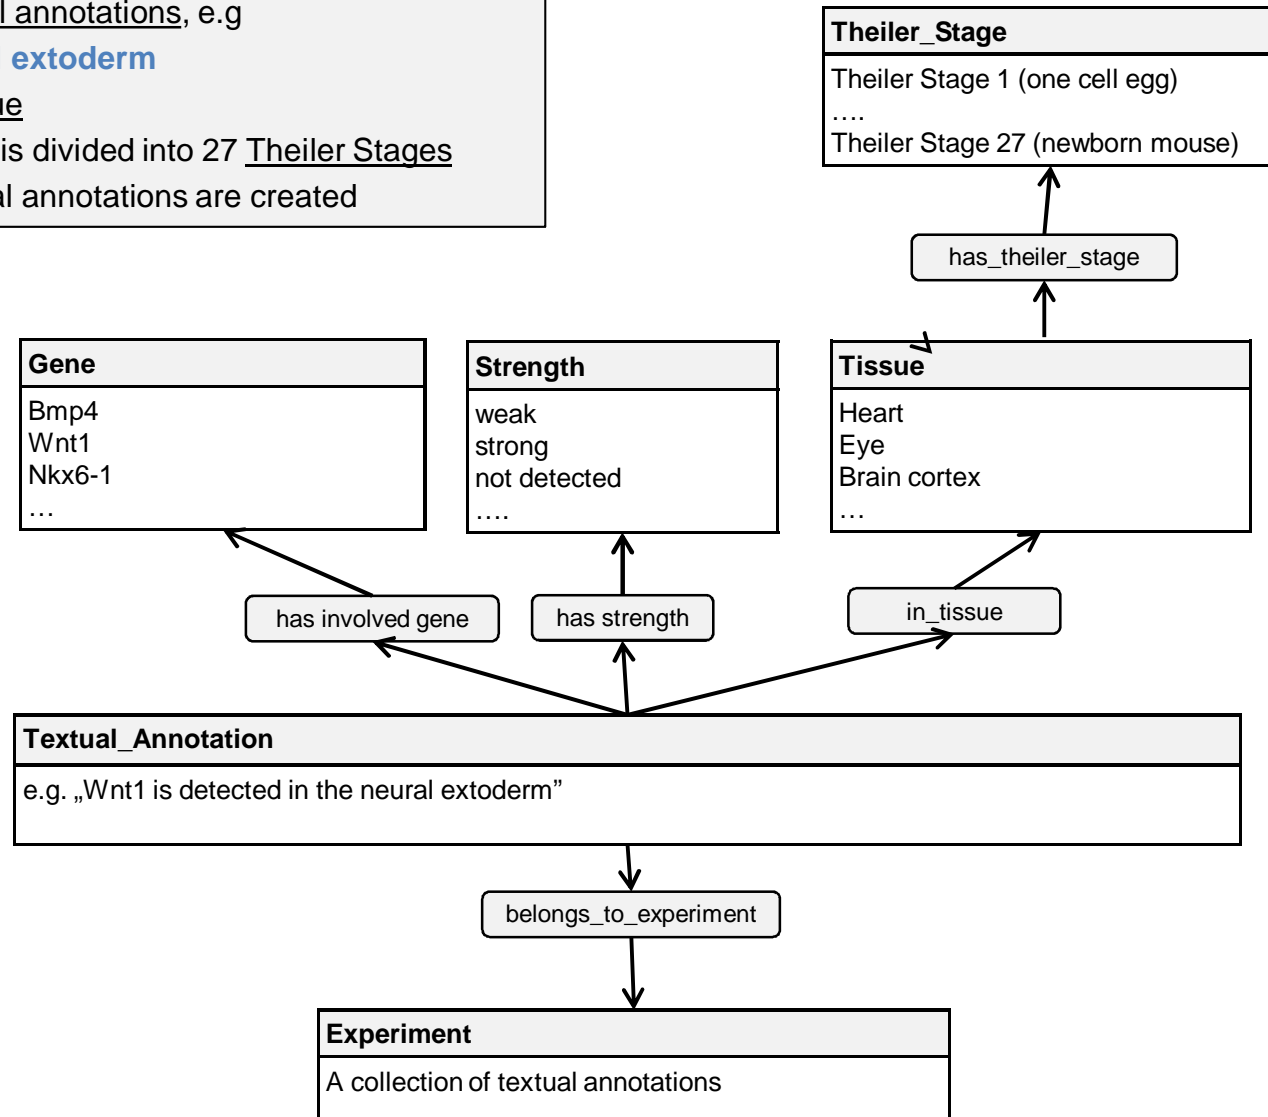 l annotations, e.g
extoderm
ue
is divided into 27 Theiler Stages
al annotations are created
Theiler_Stage
Theiler Stage 1 (one cell egg)
....
Theiler Stage 27 (newborn mouse)
has_theiler_stage
Gene
Bmp4
Wnt1
Nkx6-1
…
Strength
weak
strong
not detected
….
Tissue
Heart
Eye
Brain cortex
…
has involved gene
has strength
in_tissue
Textual_Annotation
e.g. „Wnt1 is detected in the neural extoderm”
belongs_to_experiment
Experiment
A collection of textual annotations